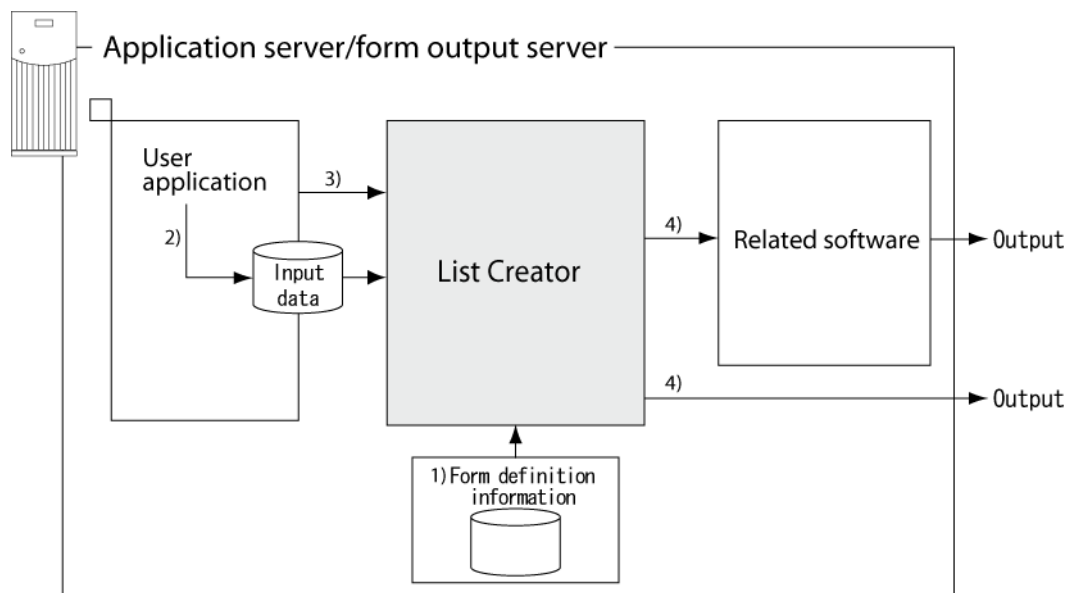 Application server/form output server
User
application
2)
3)
Input
data
List Creator
4)
Related software
Output
4)
Output
1) Form definition
information